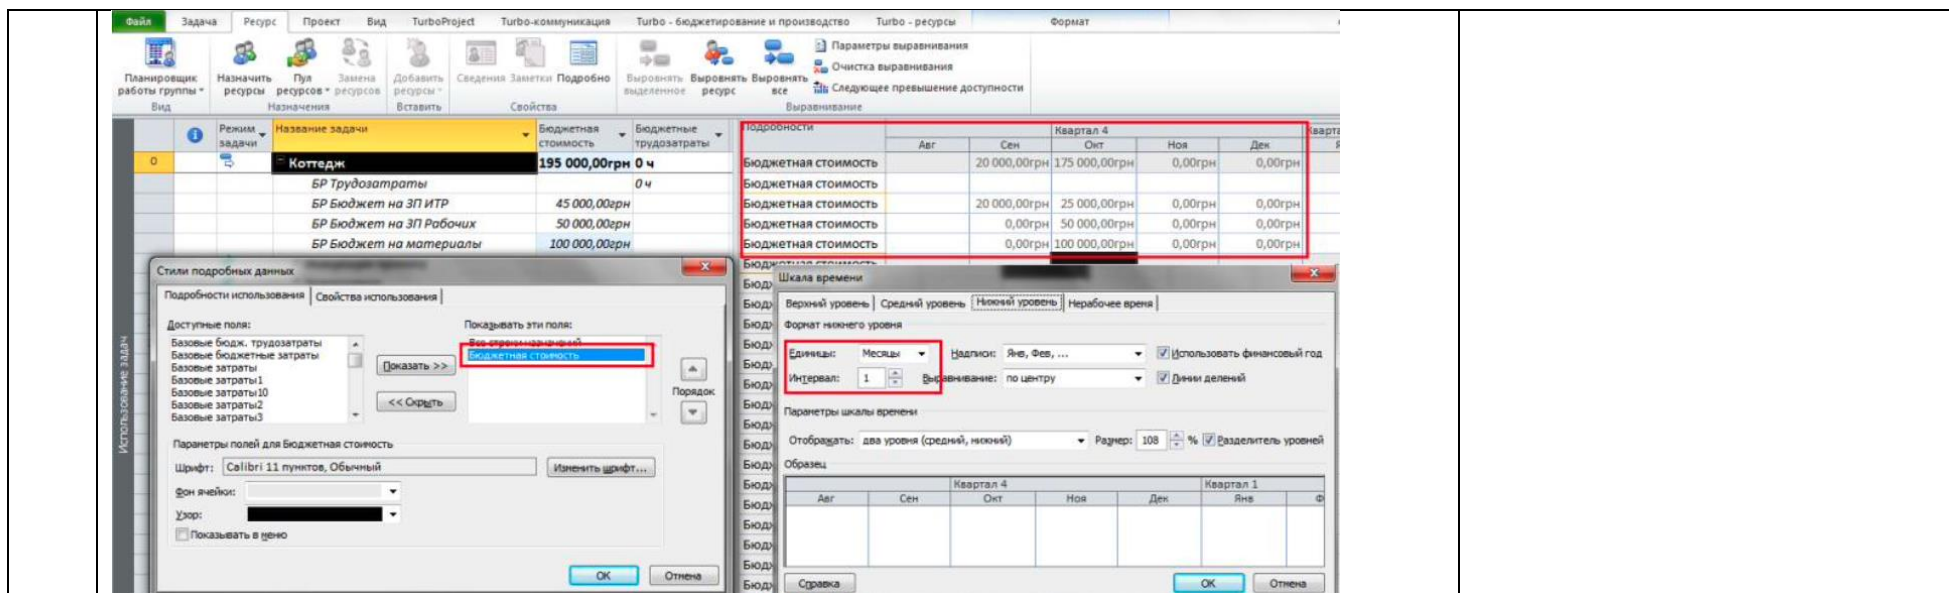 Файл Задача Ресурс Проект Вид TurboProject Turbo-коммуникация Turbo - бюджетирование и производство Turbo - ресурсы Формат
Планировщик работы группы
Назначить ресурсы
Пул ресурсов
Замена ресурсов
Добавить ресурсы
Сведения Заметки Подробно
Выровнять выделенное
Выровнять ресурс
Выровнять все
Параметры выравнивания
Очистка выравнивания
Следующее превышение доступности
Вид Назначения Вставить Свойства Выравнивание
Режим задачи Название задачи Бюджетная стоимость Бюджетные трудозатраты Подробности Квартал 4
Авг Сен Окт Ноя Дек
0 Коттедж 195 000,00грн 0 ч Бюджетная стоимость 20 000,00грн 175 000,00грн 0,00грн 0,00грн
БР Трудозатраты 0 ч Бюджетная стоимость
БР Бюджет на ЗП ИТР 45 000,00грн Бюджетная стоимость 20 000,00грн 25 000,00грн 0,00грн 0,00грн
БР Бюджет на ЗП Рабочих 50 000,00грн Бюджетная стоимость 0,00грн 50 000,00грн 0,00грн 0,00грн
БР Бюджет на материалы 100 000,00грн Бюджетная стоимость 0,00грн 100 000,00грн 0,00грн 0,00грн
Использование задач
Стили подробных данных
Подробности использования Свойства использования
Доступные поля: Показывать эти поля:
Базовые бюдж. трудозатраты
Базовые бюджетные затраты
Базовые затраты
Базовые затраты1
Базовые затраты10
Базовые затраты2
Базовые затраты3
Показать >>
<< Скрыть
Все строки назначений
Бюджетная стоимость
Порядок
Параметры полей для Бюджетная стоимость
Шрифт: Calibri 11 пунктов, Обычный Изменить шрифт...
Фон ячейки:
Узор:
Показывать в меню
OK Отмена
Шкала времени
Верхний уровень Средний уровень Нижний уровень Нерабочее время
Формат нижнего уровня
Единицы: Месяцы Надписи: Янв, Фев, ... Использовать финансовый год
Интервал: 1 Выравнивание: по центру Линии делений
Параметры шкалы времени
Отображать: два уровня (средний, нижний) Размер: 108 % Разделитель уровней
Образец
Квартал 4 Квартал 1
Авг Сен Окт Ноя Дек Янв Ф
Справка OK Отмена